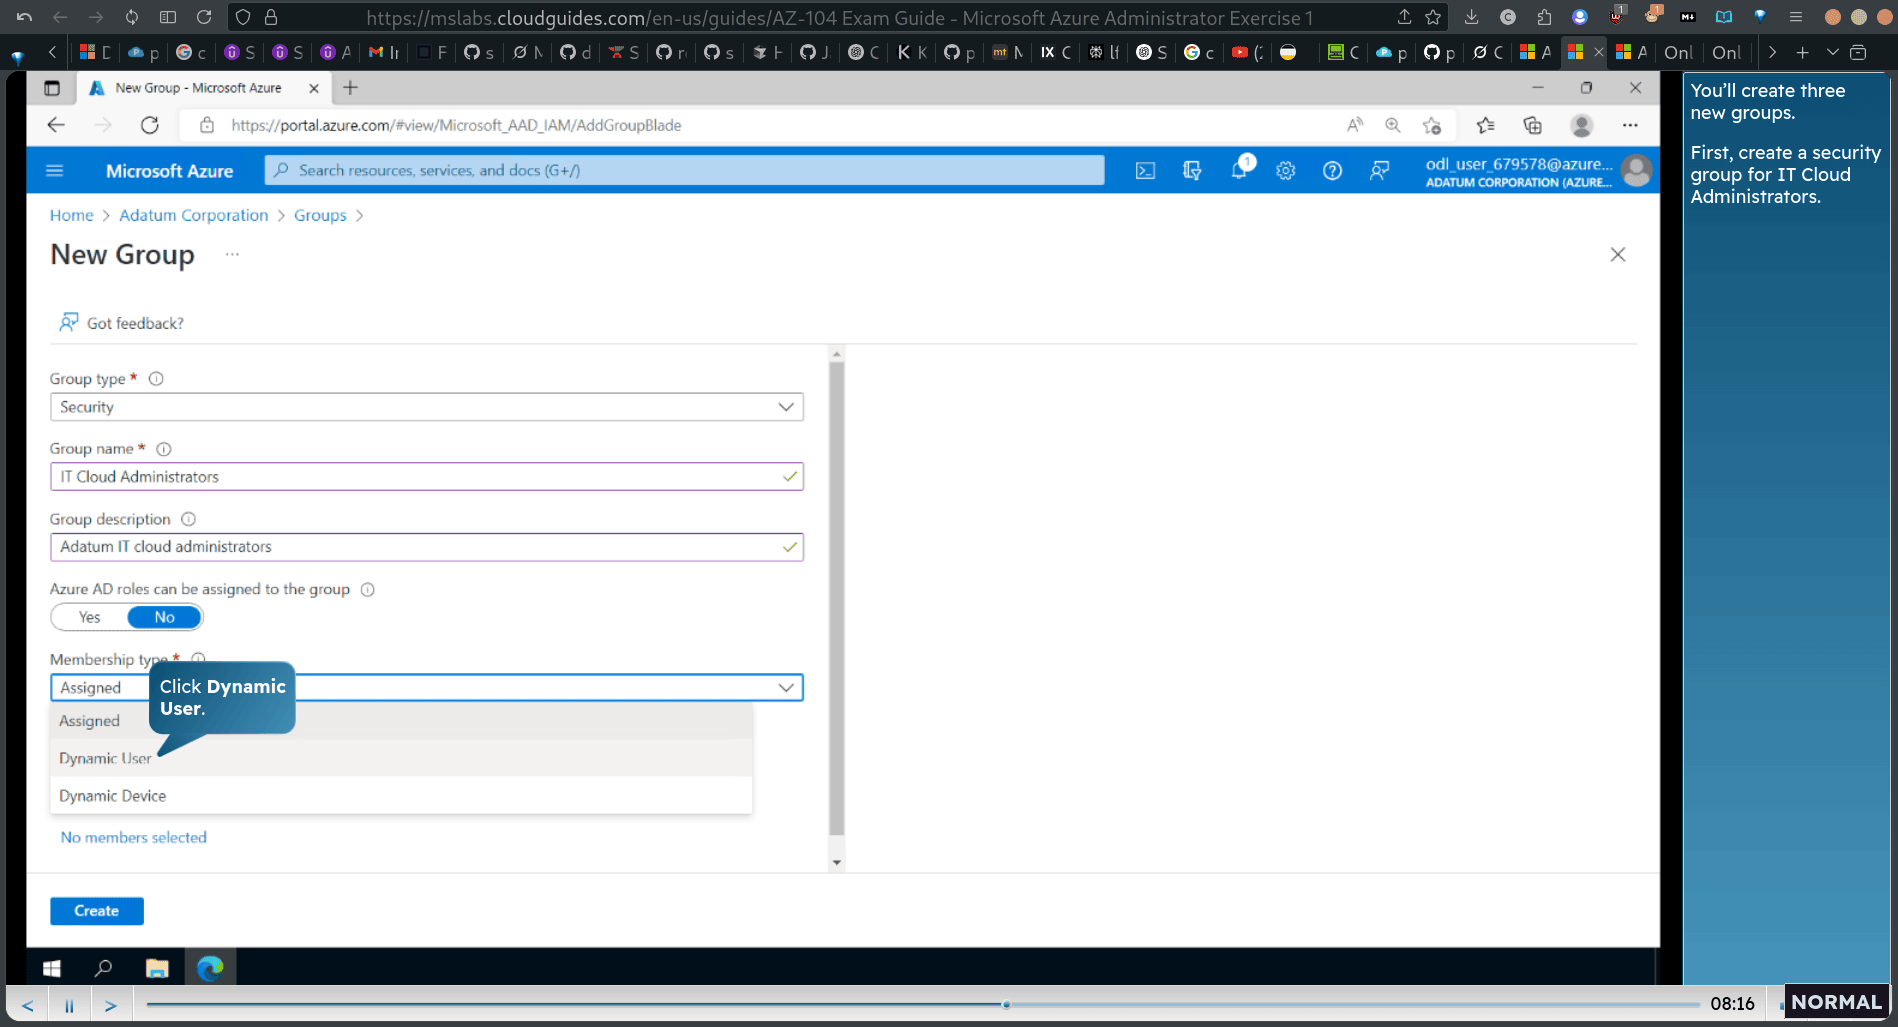 https://mslabs.cloudguides.com/en-us/guides/AZ-104 Exam Guide - Microsoft Azure Administrator Exercise 1
New Group - Microsoft Azure
https://portal.azure.com/#view/Microsoft_AAD_IAM/AddGroupBlade
Microsoft Azure
Search resources, services, and docs (G+/)
1
odl_user_679578@azure...
ADATUM CORPORATION (AZURE...
Home > Adatum Corporation > Groups >
New Group ...
Got feedback?
Group type *
Security
Group name *
IT Cloud Administrators
Group description
Adatum IT cloud administrators
Azure AD roles can be assigned to the group
Yes No
Membership type *
Assigned
Click Dynamic
User.
Assigned
Dynamic User
Dynamic Device
No members selected
Create
You'll create three
new groups.
First, create a security
group for IT Cloud
Administrators.
08:16
NORMAL